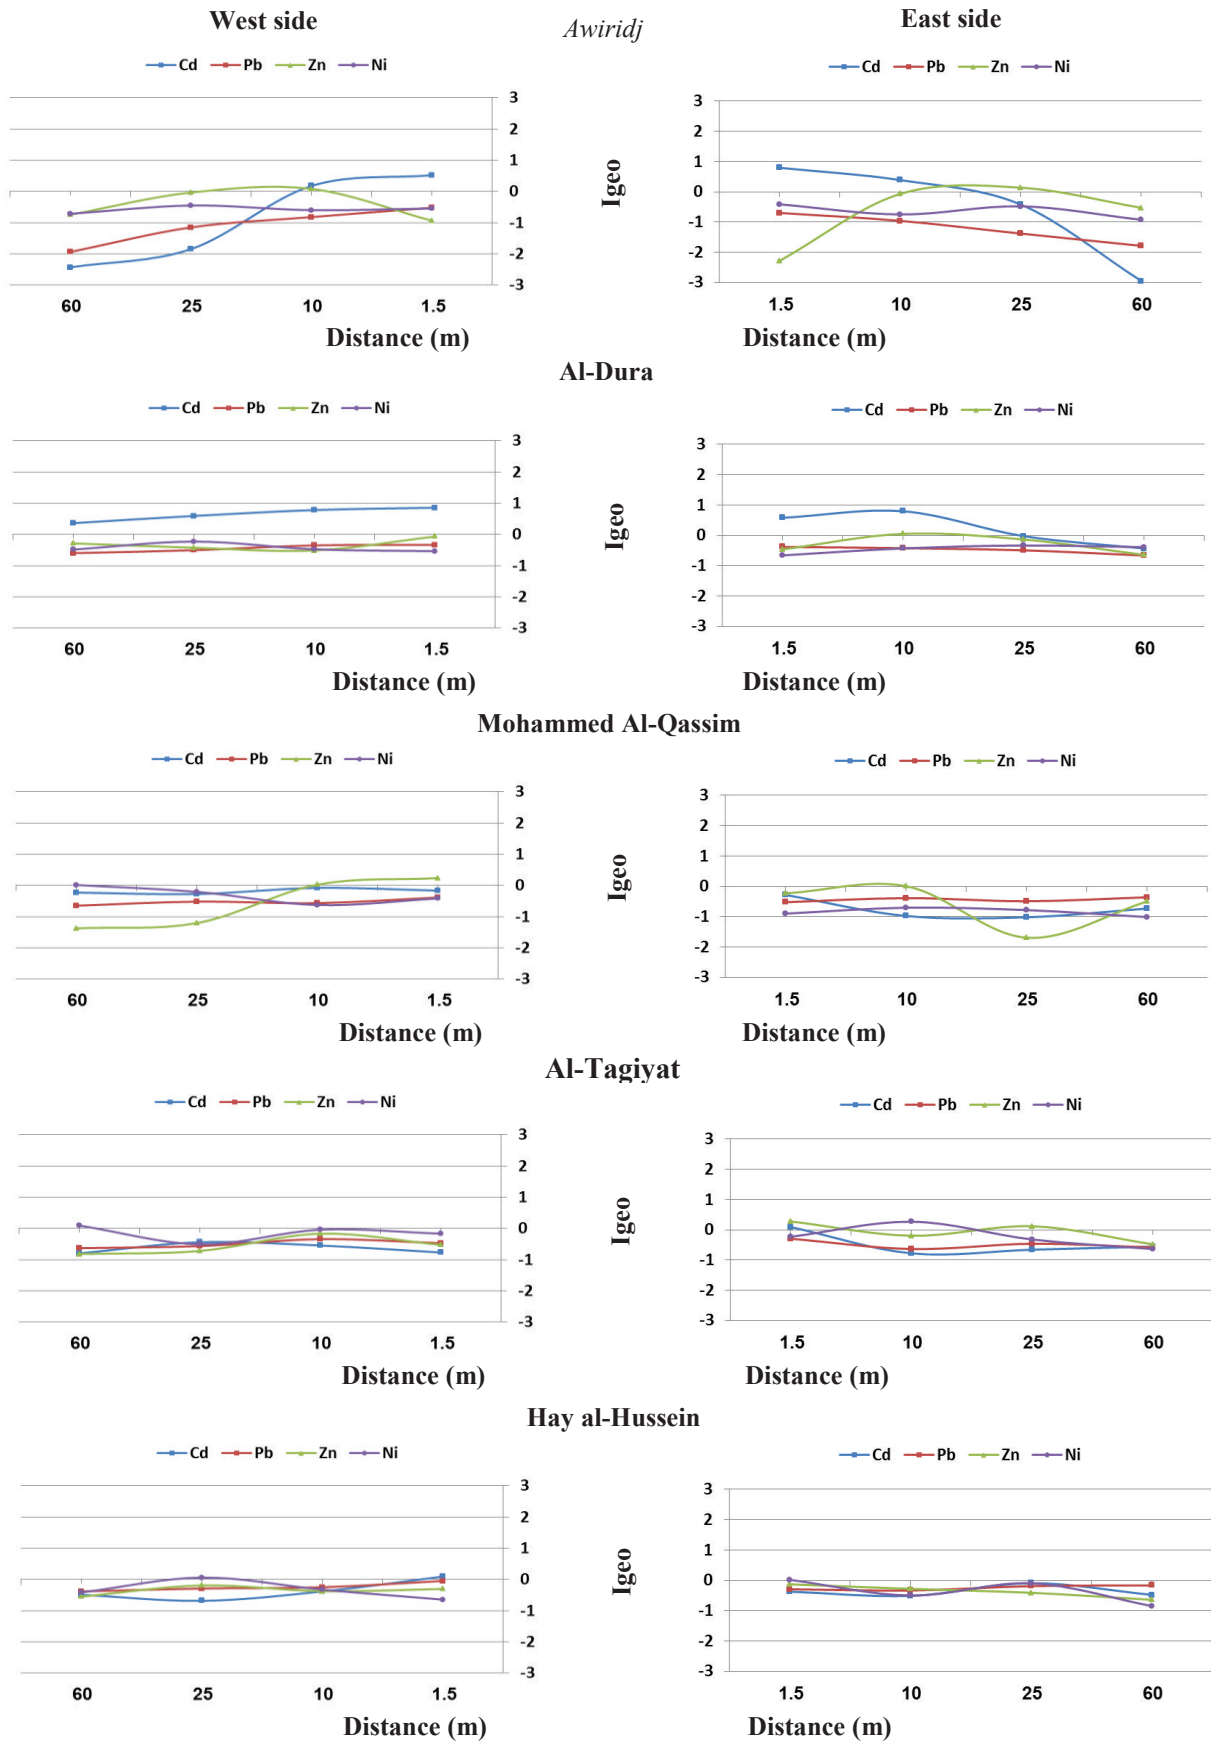 West side
Awiridj
East side
Cd Pb Zn Ni
Cd Pb Zn Ni
3
2
1
0
-1
-2
-3
60 25 10 1.5
Distance (m)
Igeo
3
2
1
0
-1
-2
-3
1.5 10 25 60
Distance (m)
Al-Dura
Cd Pb Zn Ni
Cd Pb Zn Ni
3
2
1
0
-1
-2
-3
60 25 10 1.5
Distance (m)
Igeo
3
2
1
0
-1
-2
-3
1.5 10 25 60
Distance (m)
Mohammed Al-Qassim
Cd Pb Zn Ni
Cd Pb Zn Ni
3
2
1
0
-1
-2
-3
60 25 10 1.5
Distance (m)
Igeo
3
2
1
0
-1
-2
-3
1.5 10 25 60
Distance (m)
Al-Tagiyat
Cd Pb Zn Ni
Cd Pb Zn Ni
3
2
1
0
-1
-2
-3
60 25 10 1.5
Distance (m)
Igeo
3
2
1
0
-1
-2
-3
1.5 10 25 60
Distance (m)
Hay al-Hussein
Cd Pb Zn Ni
Cd Pb Zn Ni
3
2
1
0
-1
-2
-3
60 25 10 1.5
Distance (m)
Igeo
3
2
1
0
-1
-2
-3
1.5 10 25 60
Distance (m)